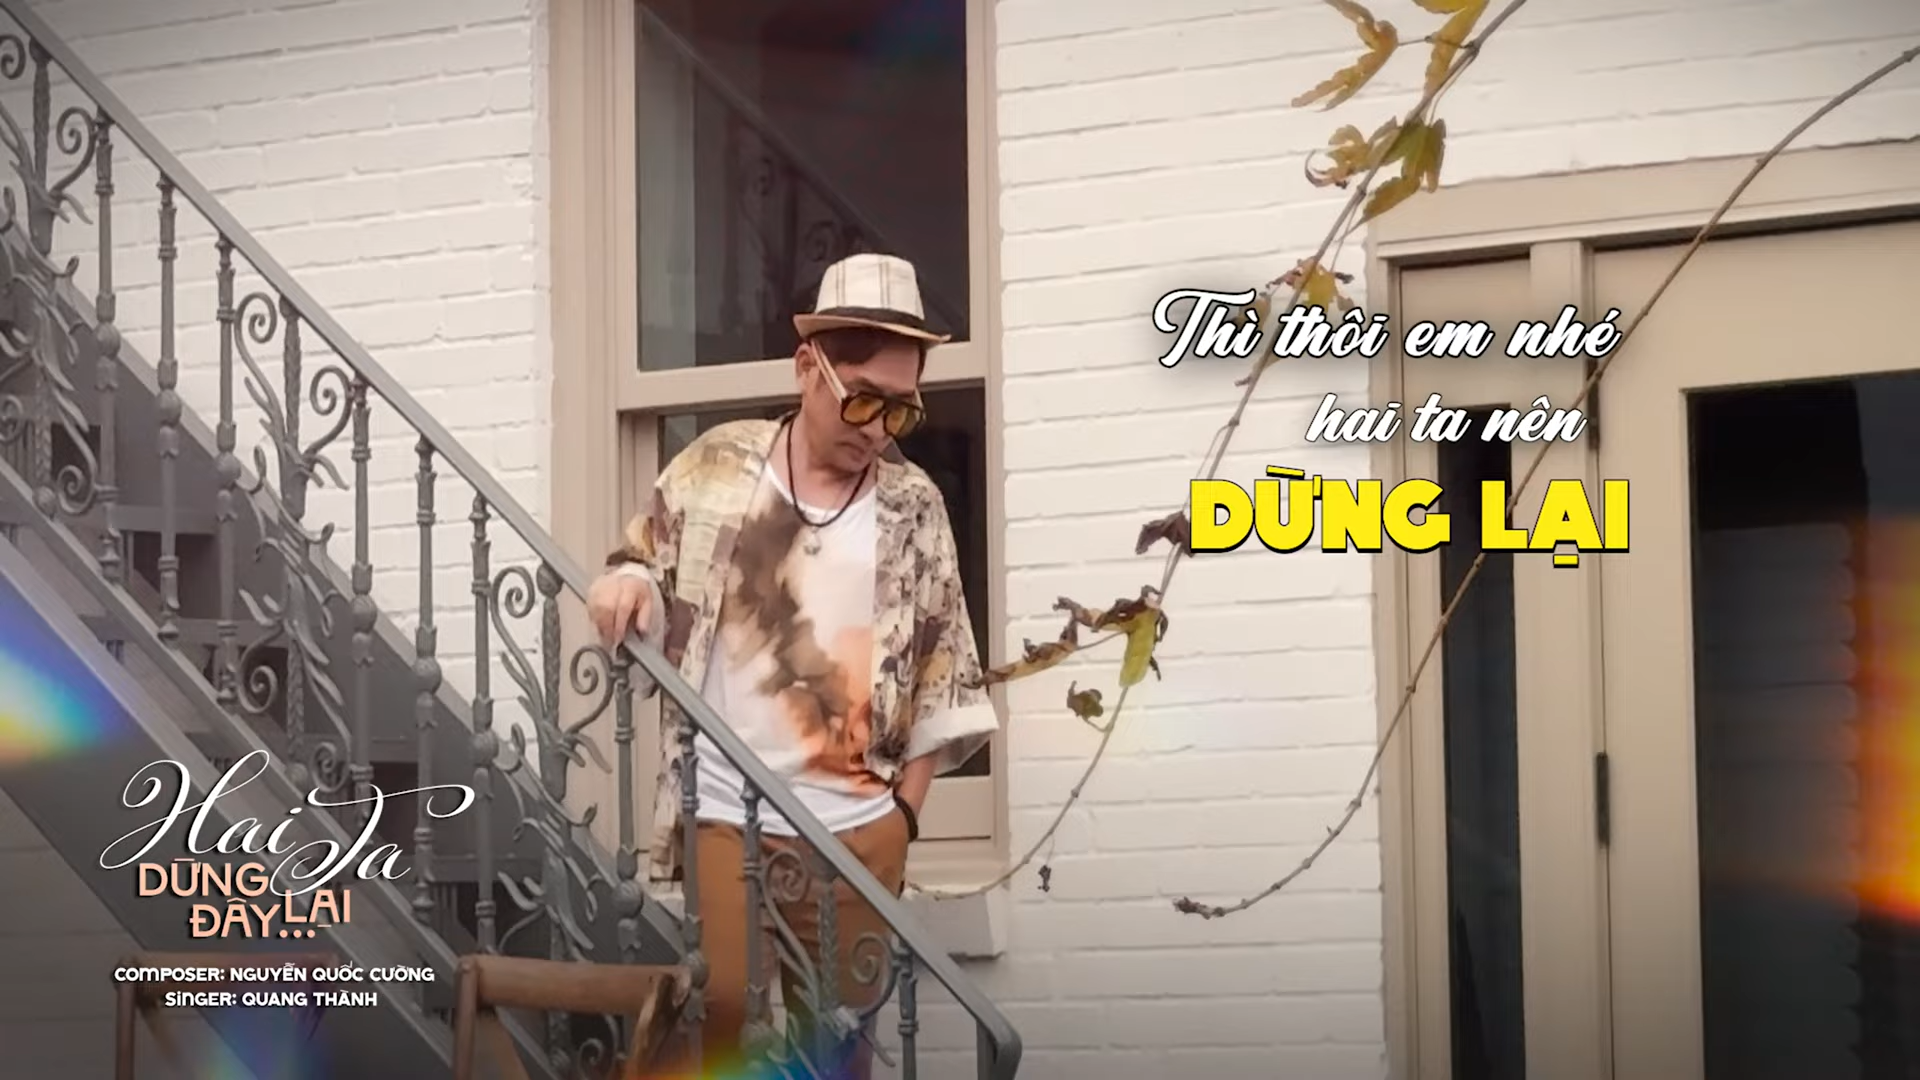 Thì thôi em nhé
hai ta nên
DỪNG LẠI
Hai Ta
DỪNG LẠI
ĐÂY...
COMPOSER: NGUYỄN QUỐC CƯỜNG
SINGER: QUANG THÀNH